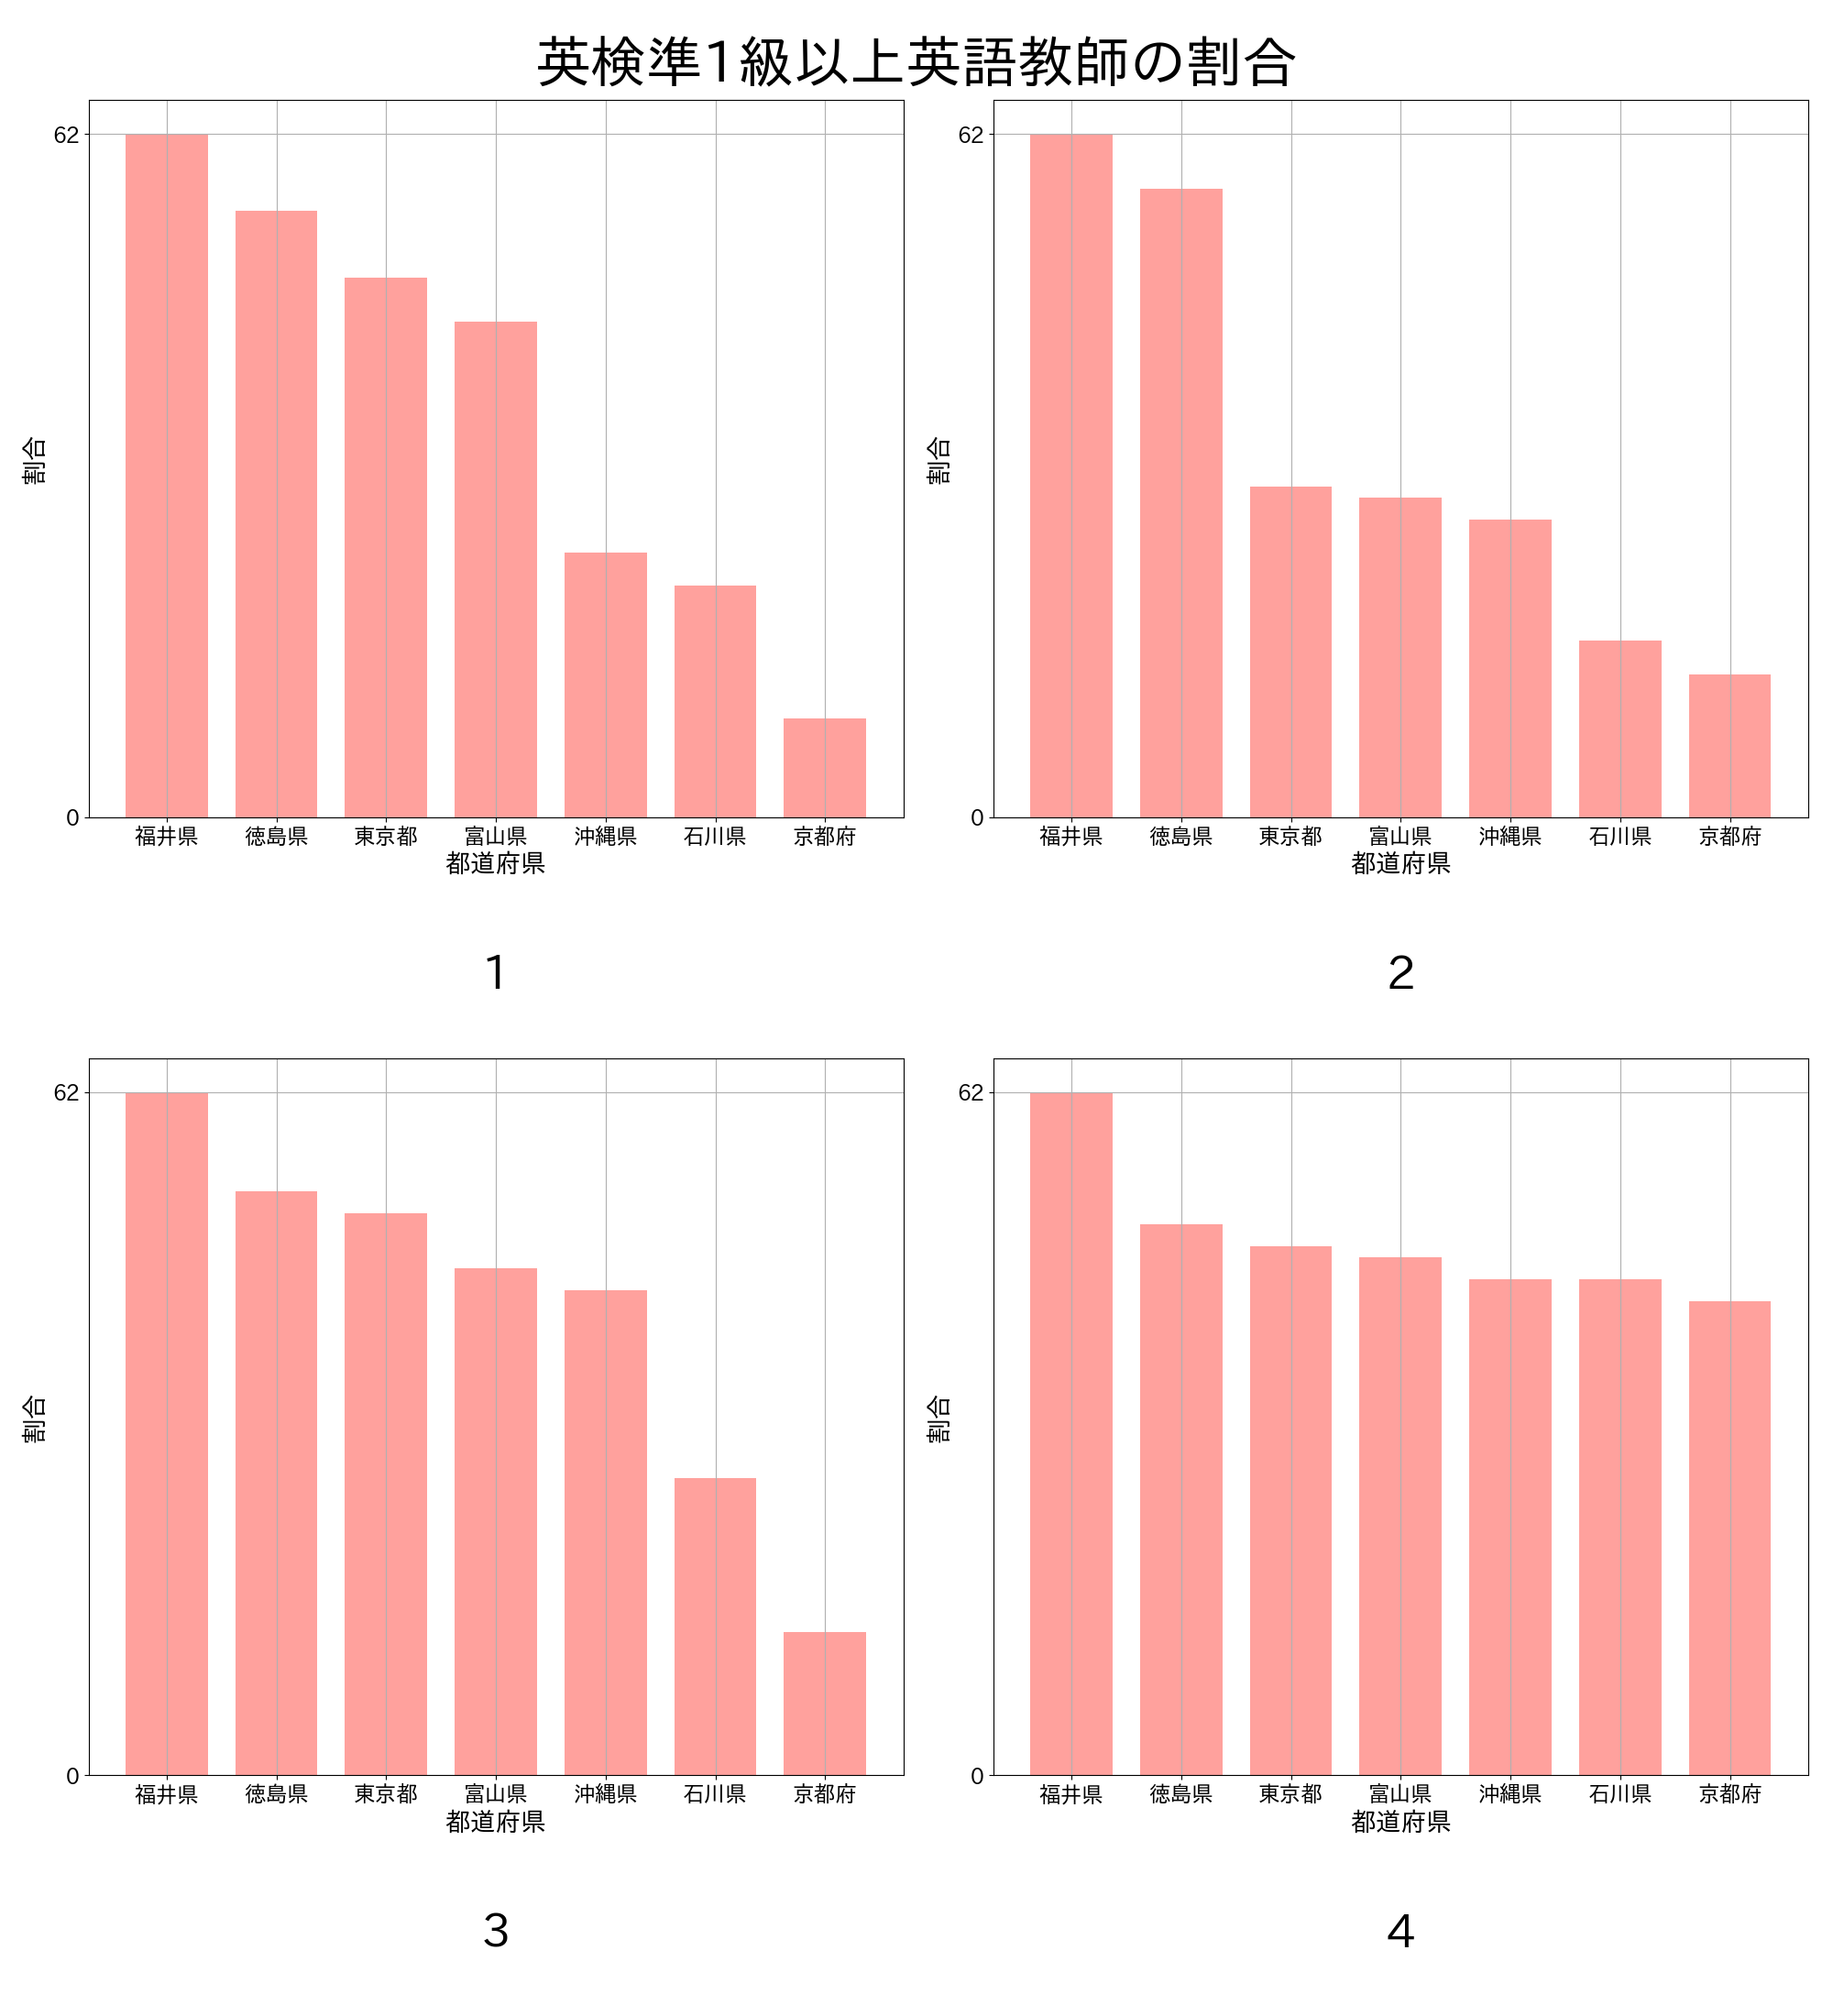 英検準1級以上英語教師の割合
62
0
割合
福井県 徳島県 東京都 富山県 沖縄県 石川県 京都府
都道府県
1
62
0
割合
福井県 徳島県 東京都 富山県 沖縄県 石川県 京都府
都道府県
2
62
0
割合
福井県 徳島県 東京都 富山県 沖縄県 石川県 京都府
都道府県
3
62
0
割合
福井県 徳島県 東京都 富山県 沖縄県 石川県 京都府
都道府県
4